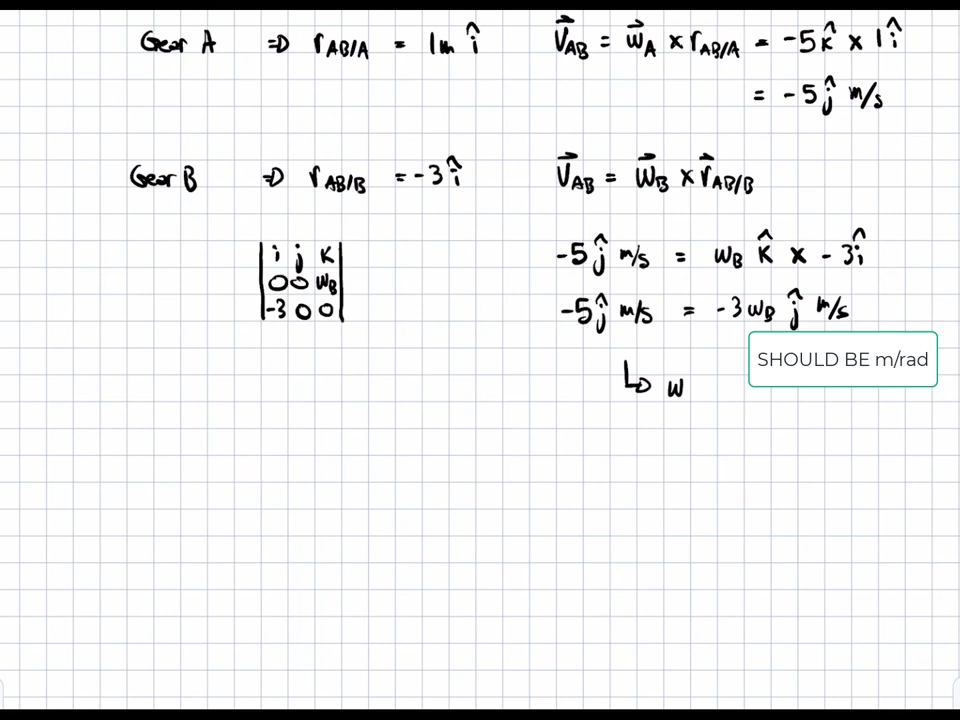 Gear A ⇒ r_AB/A = 1m î    V⃗_AB = ω⃗_A × r_AB/A = -5k̂ × 1î
= -5ĵ m/s
Gear B ⇒ r_AB/B = -3î    V⃗_AB = ω⃗_B × r⃗_AB/B
| i j k |    -5ĵ m/s = ω_B k̂ × -3î
| 0 0 ω_B |
| -3 0 0 |    -5ĵ m/s = -3ω_B ĵ m/s
SHOULD BE m/rad
↳ ω